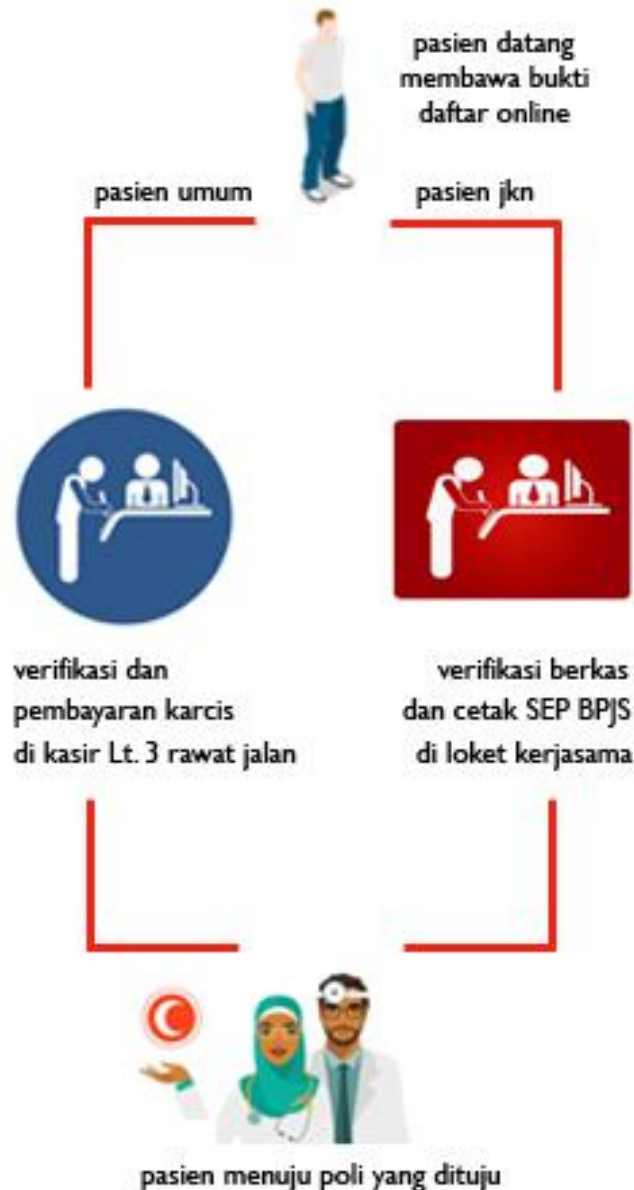 pasien datang
membawa bukti
daftar online
pasien umum
pasien jkn
verifikasi dan
pembayaran karcis
di kasir Lt. 3 rawat jalan
verifikasi berkas
dan cetak SEP BPJS
di loket kerjasama
pasien menuju poli yang dituju